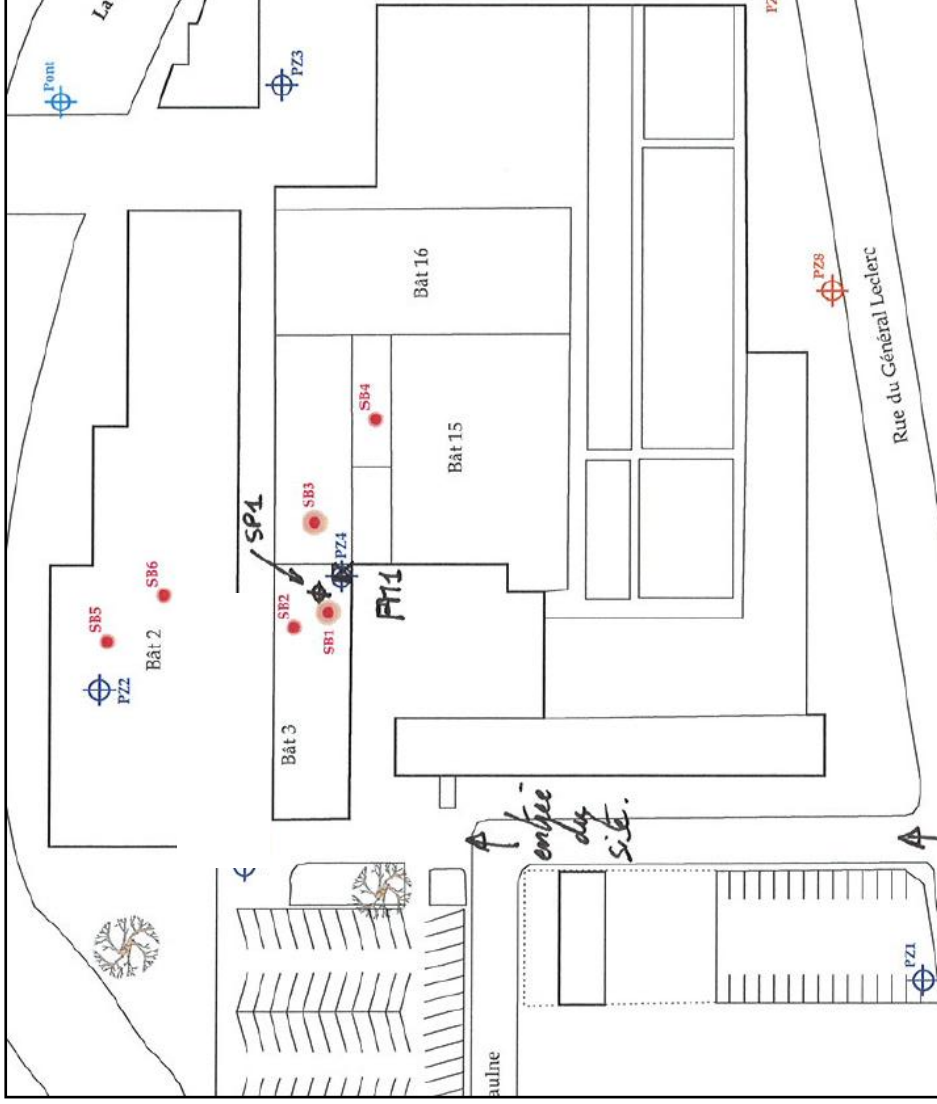 La
Pont
PZ3
PZ
Bât 16
PZ8
Rue du Général Leclerc
SB4
Bât 15
SP1
SB3
PZ4
SB6
SB5
Bât 2
PZ2
SB2
SB1
Bât 3
entrée
du
site.
PZ1
aulne